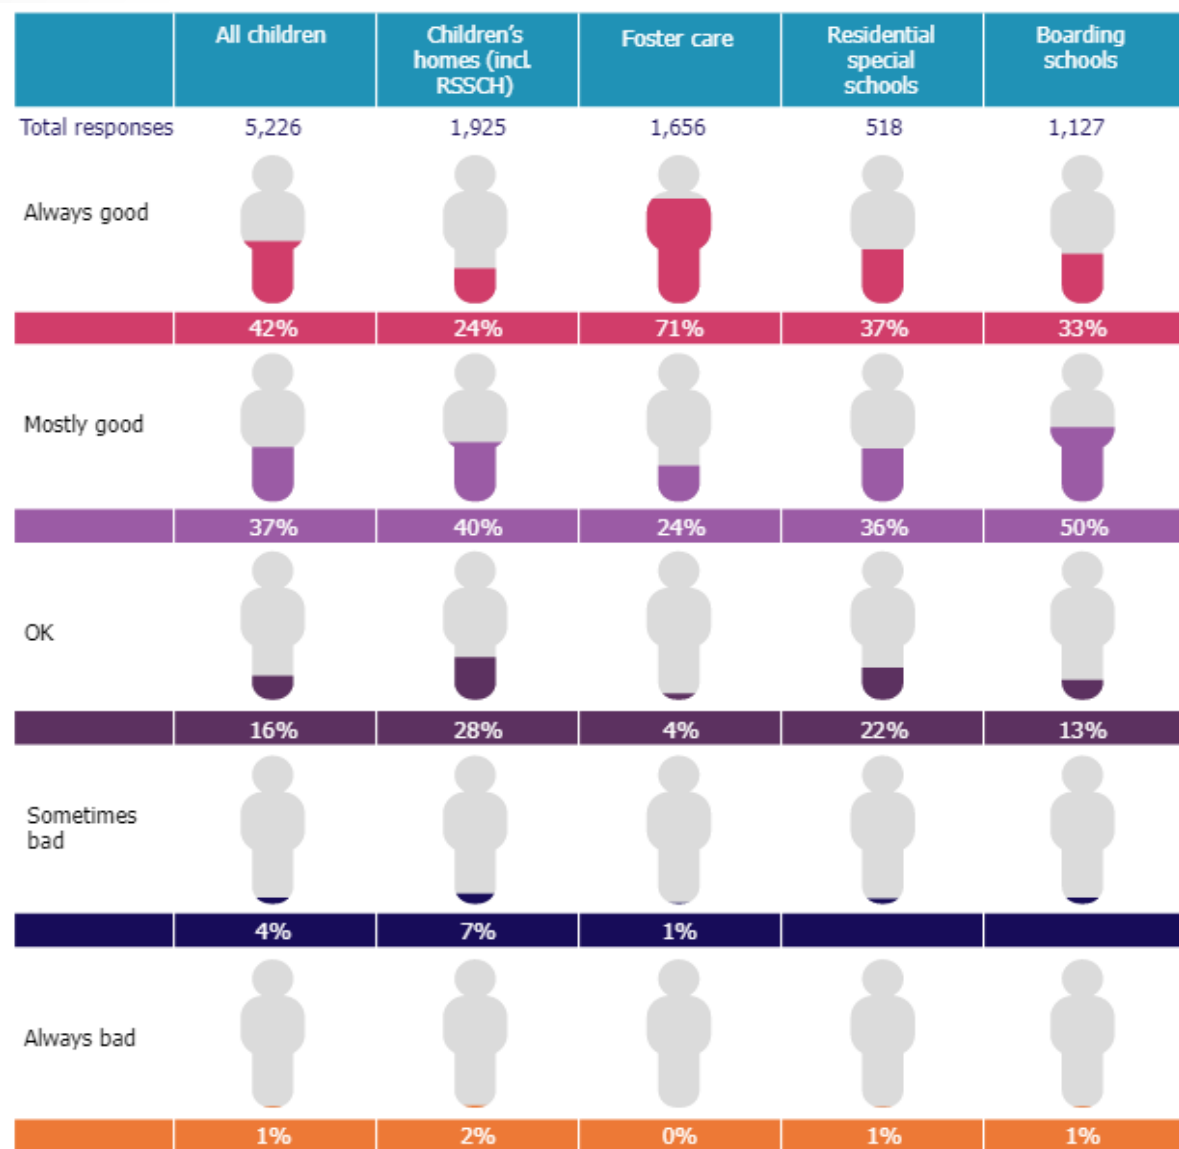 All children
Children's
homes (incl.
RSSCH)
Foster care
Residential
special
schools
Boarding
schools
Total responses 5,226 1,925 1,656 518 1,127
Always good
42% 24% 71% 37% 33%
Mostly good
37% 40% 24% 36% 50%
OK
16% 28% 4% 22% 13%
Sometimes
bad
4% 7% 1%
Always bad
1% 2% 0% 1% 1%